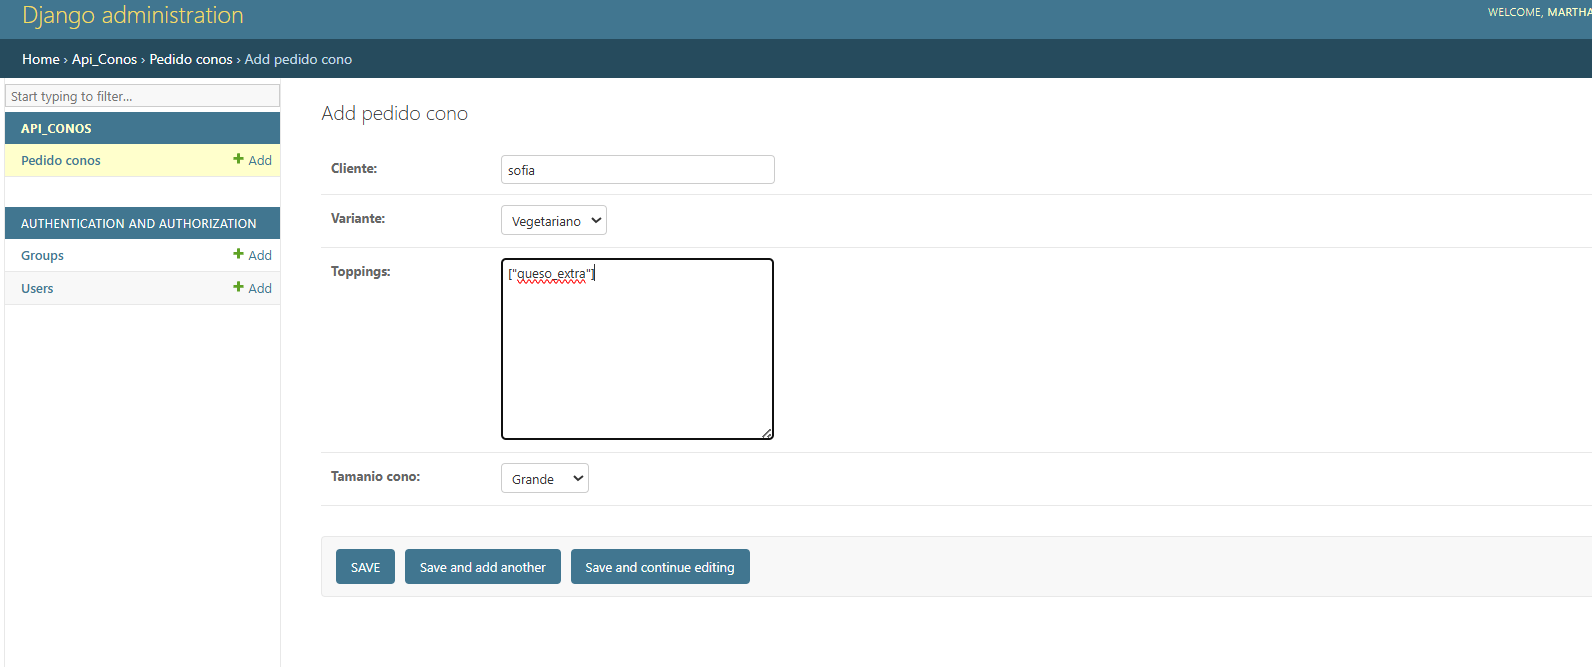 Django administration
WELCOME, MARTHA
Home › Api_Conos › Pedido conos › Add pedido cono
Start typing to filter...
API_CONOS
Pedido conos + Add
AUTHENTICATION AND AUTHORIZATION
Groups + Add
Users + Add
Add pedido cono
Cliente: sofia
Variante: Vegetariano
Toppings: ["queso_extra"]
Tamanio cono: Grande
SAVE Save and add another Save and continue editing